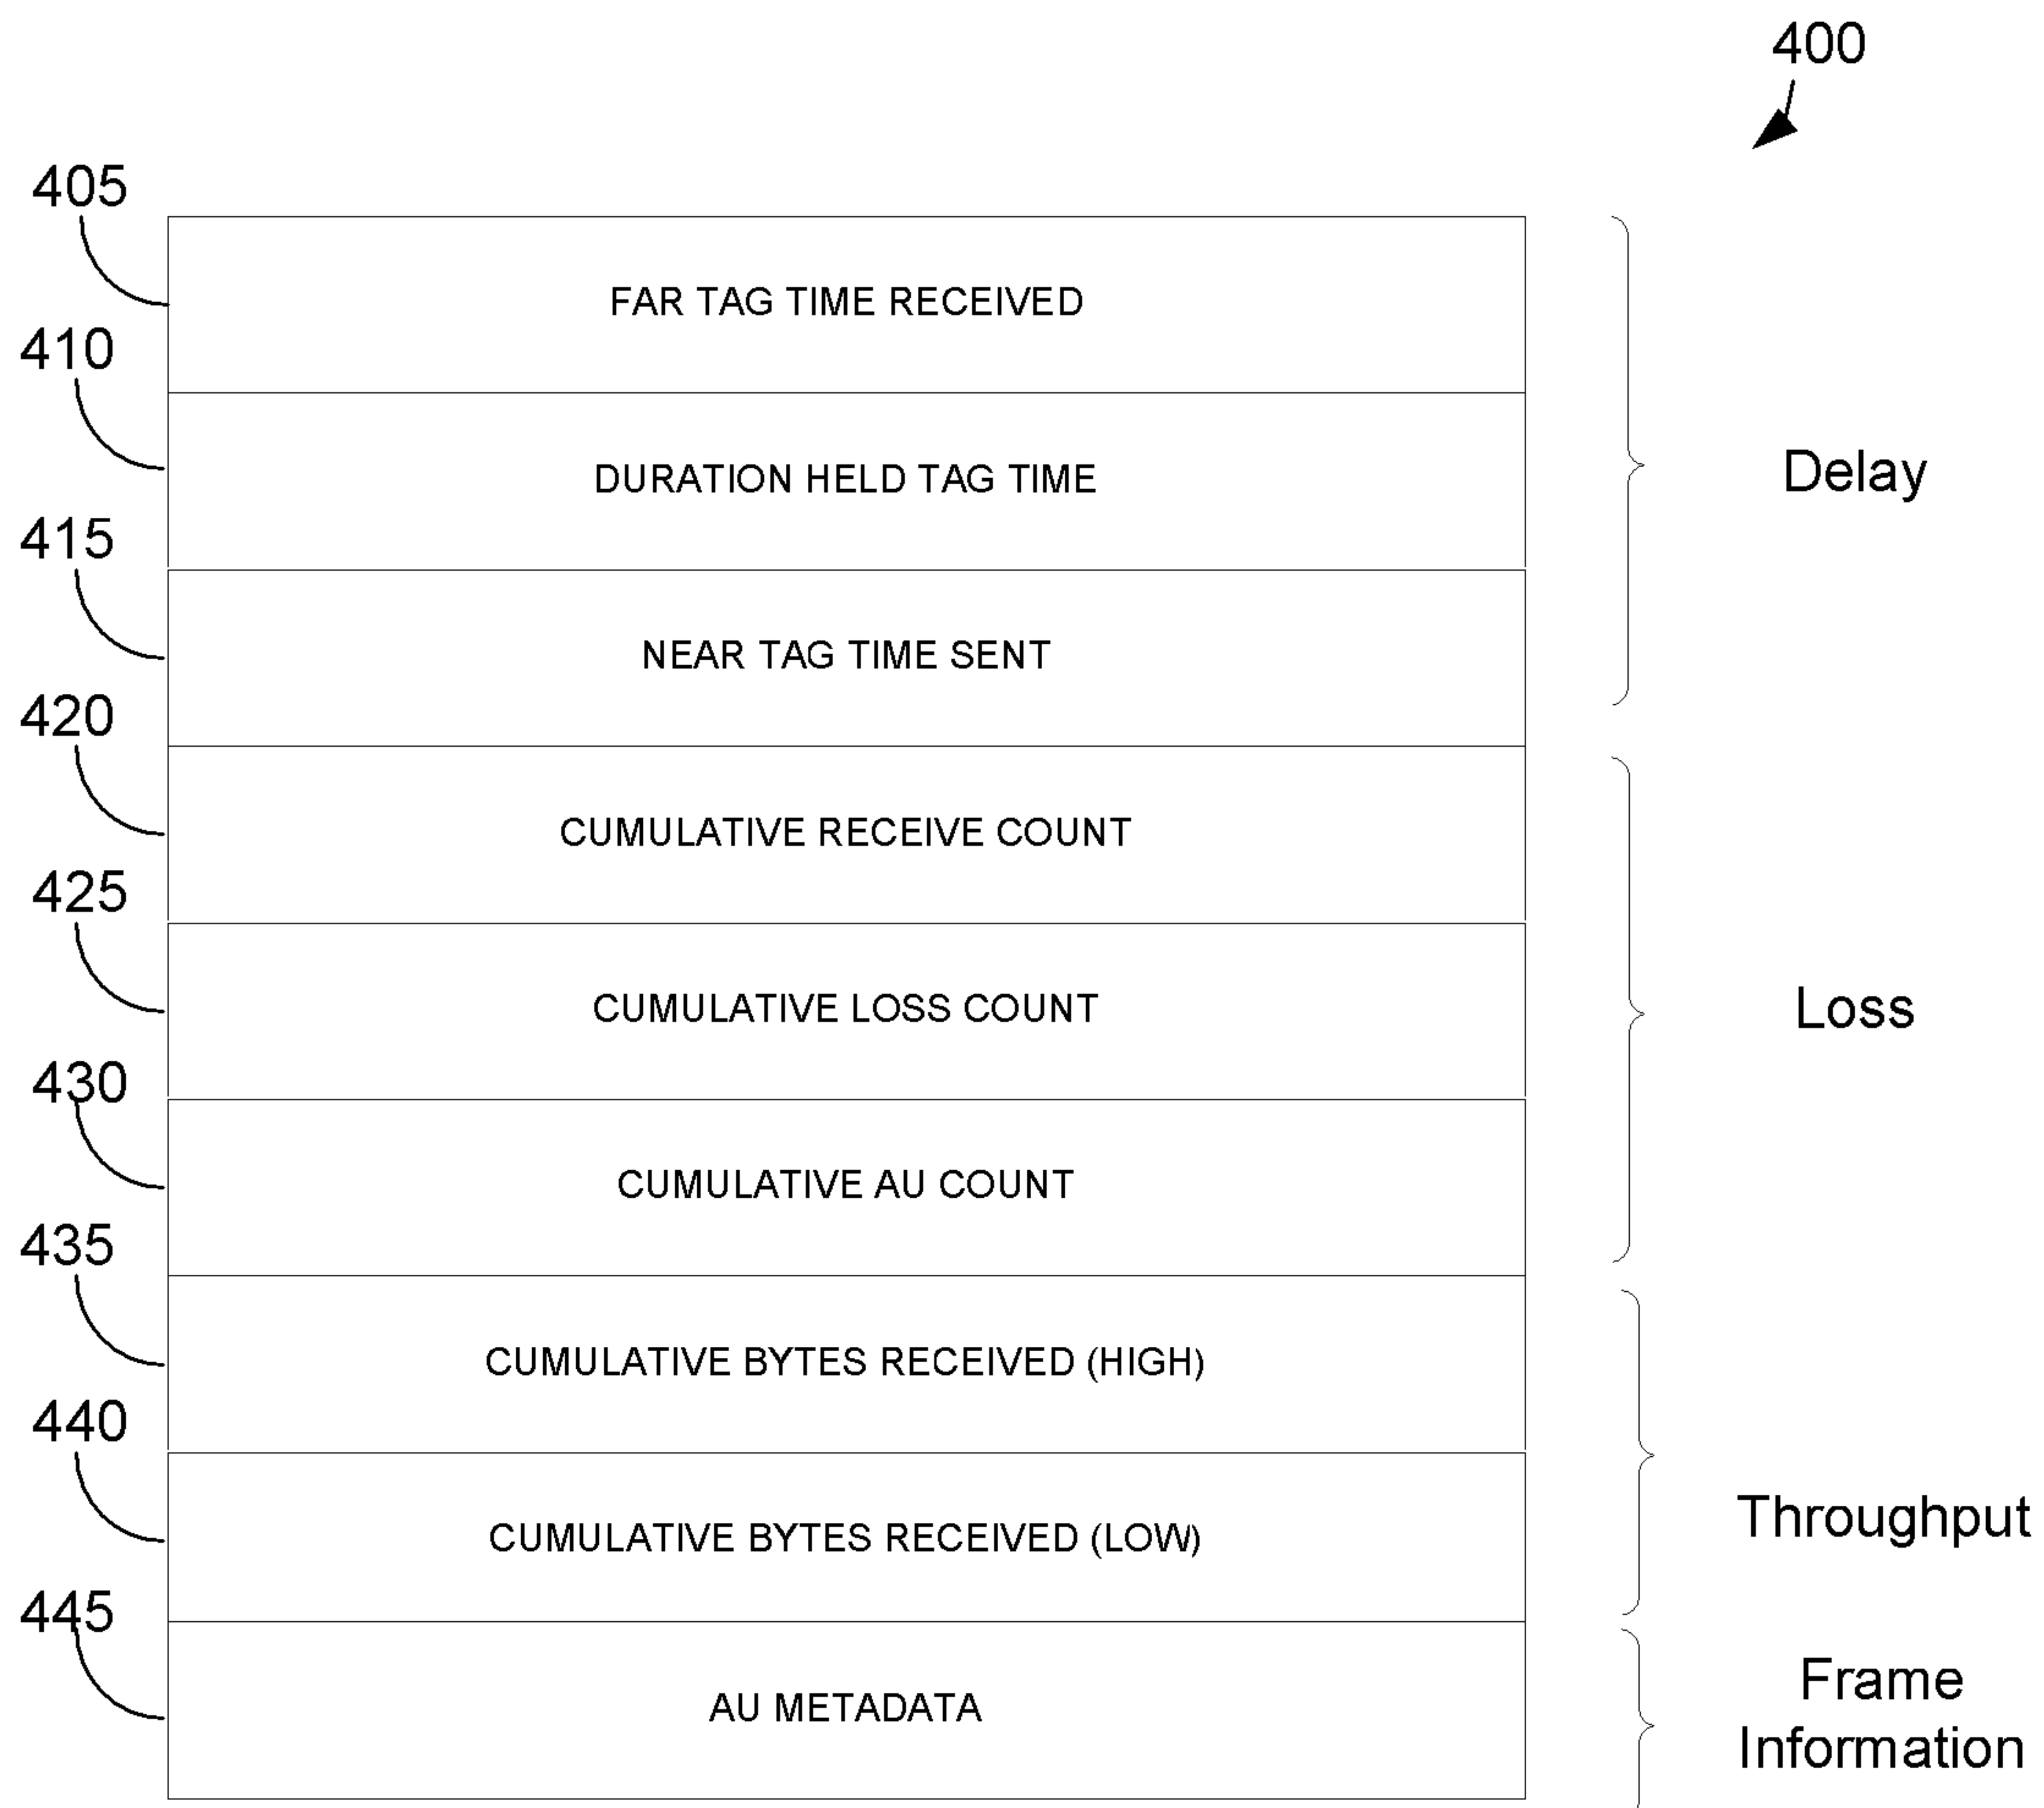 400
405
FAR TAG TIME RECEIVED
410
DURATION HELD TAG TIME
Delay
415
NEAR TAG TIME SENT
420
CUMULATIVE RECEIVE COUNT
425
CUMULATIVE LOSS COUNT
Loss
430
CUMULATIVE AU COUNT
435
CUMULATIVE BYTES RECEIVED (HIGH)
440
CUMULATIVE BYTES RECEIVED (LOW)
Throughput
445
AU METADATA
Frame
Information